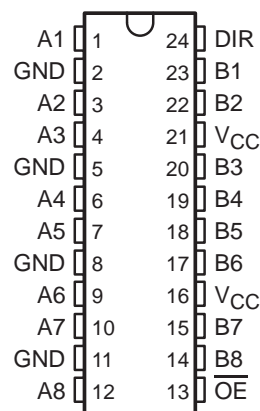 A1 1 24 DIR
GND 2 23 B1
A2 3 22 B2
A3 4 21 VCC
GND 5 20 B3
A4 6 19 B4
A5 7 18 B5
GND 8 17 B6
A6 9 16 VCC
A7 10 15 B7
GND 11 14 B8
A8 12 13 O̅E̅